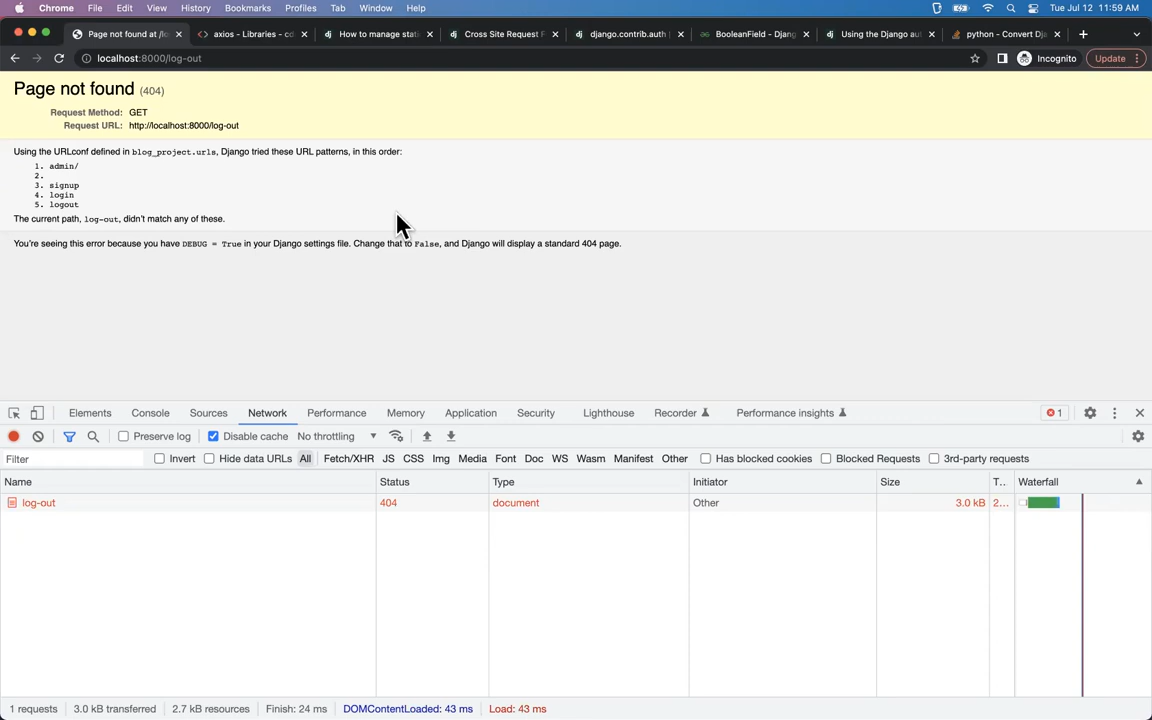 Chrome File Edit View History Bookmarks Profiles Tab Window Help Tue Jul 12 11:59 AM
Page not found at /lo axios - Libraries - cd How to manage stati Cross Site Request F django.contrib.auth BooleanField - Djang Using the Django au python - Convert Dja
localhost:8000/log-out Incognito Update
Page not found (404)
Request Method: GET
Request URL: http://localhost:8000/log-out
Using the URLconf defined in blog_project.urls, Django tried these URL patterns, in this order:
1. admin/
2.
3. signup
4. login
5. logout
The current path, log-out, didn't match any of these.
You're seeing this error because you have DEBUG = True in your Django settings file. Change that to False, and Django will display a standard 404 page.
Elements Console Sources Network Performance Memory Application Security Lighthouse Recorder Performance insights 1
Preserve log Disable cache No throttling
Filter Invert Hide data URLs All Fetch/XHR JS CSS Img Media Font Doc WS Wasm Manifest Other Has blocked cookies Blocked Requests 3rd-party requests
Name Status Type Initiator Size T.. Waterfall
log-out 404 document Other 3.0 kB 2...
1 requests 3.0 kB transferred 2.7 kB resources Finish: 24 ms DOMContentLoaded: 43 ms Load: 43 ms